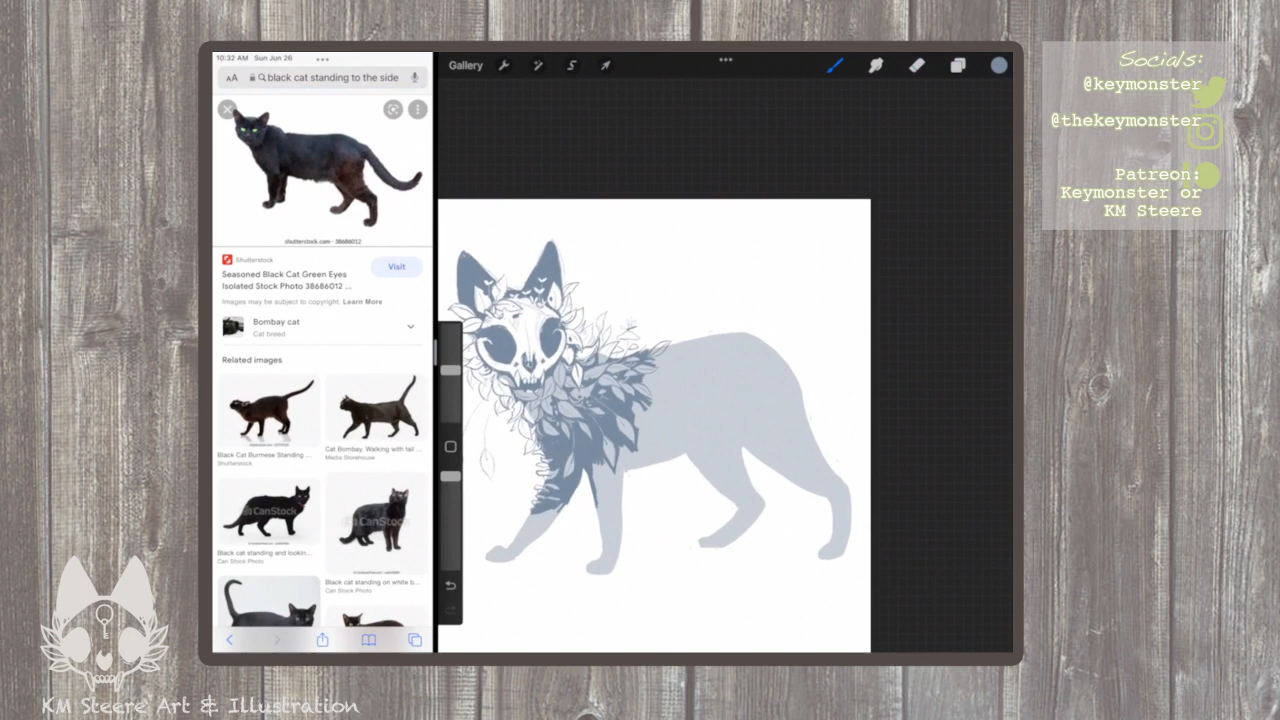 10:32 AM Sun Jun 26
AA black cat standing to the side
shutterstock.com · 38686012
Shutterstock
Seasoned Black Cat Green Eyes
Isolated Stock Photo 38686012 ...
Visit
Images may be subject to copyright. Learn More
Bombay cat
Cat breed
Related images
Black Cat Burmese Standing ...
Shutterstock
Cat Bombay. Walking with tail ...
Media Storehouse
CanStock
CanStock
Black cat standing and lookin...
Can Stock Photo
Black cat standing on white b...
Can Stock Photo
Gallery
Socials:
@keymonster
@thekeymonster
Patreon:
Keymonster or
KM Steere
KM Steere Art & Illustration